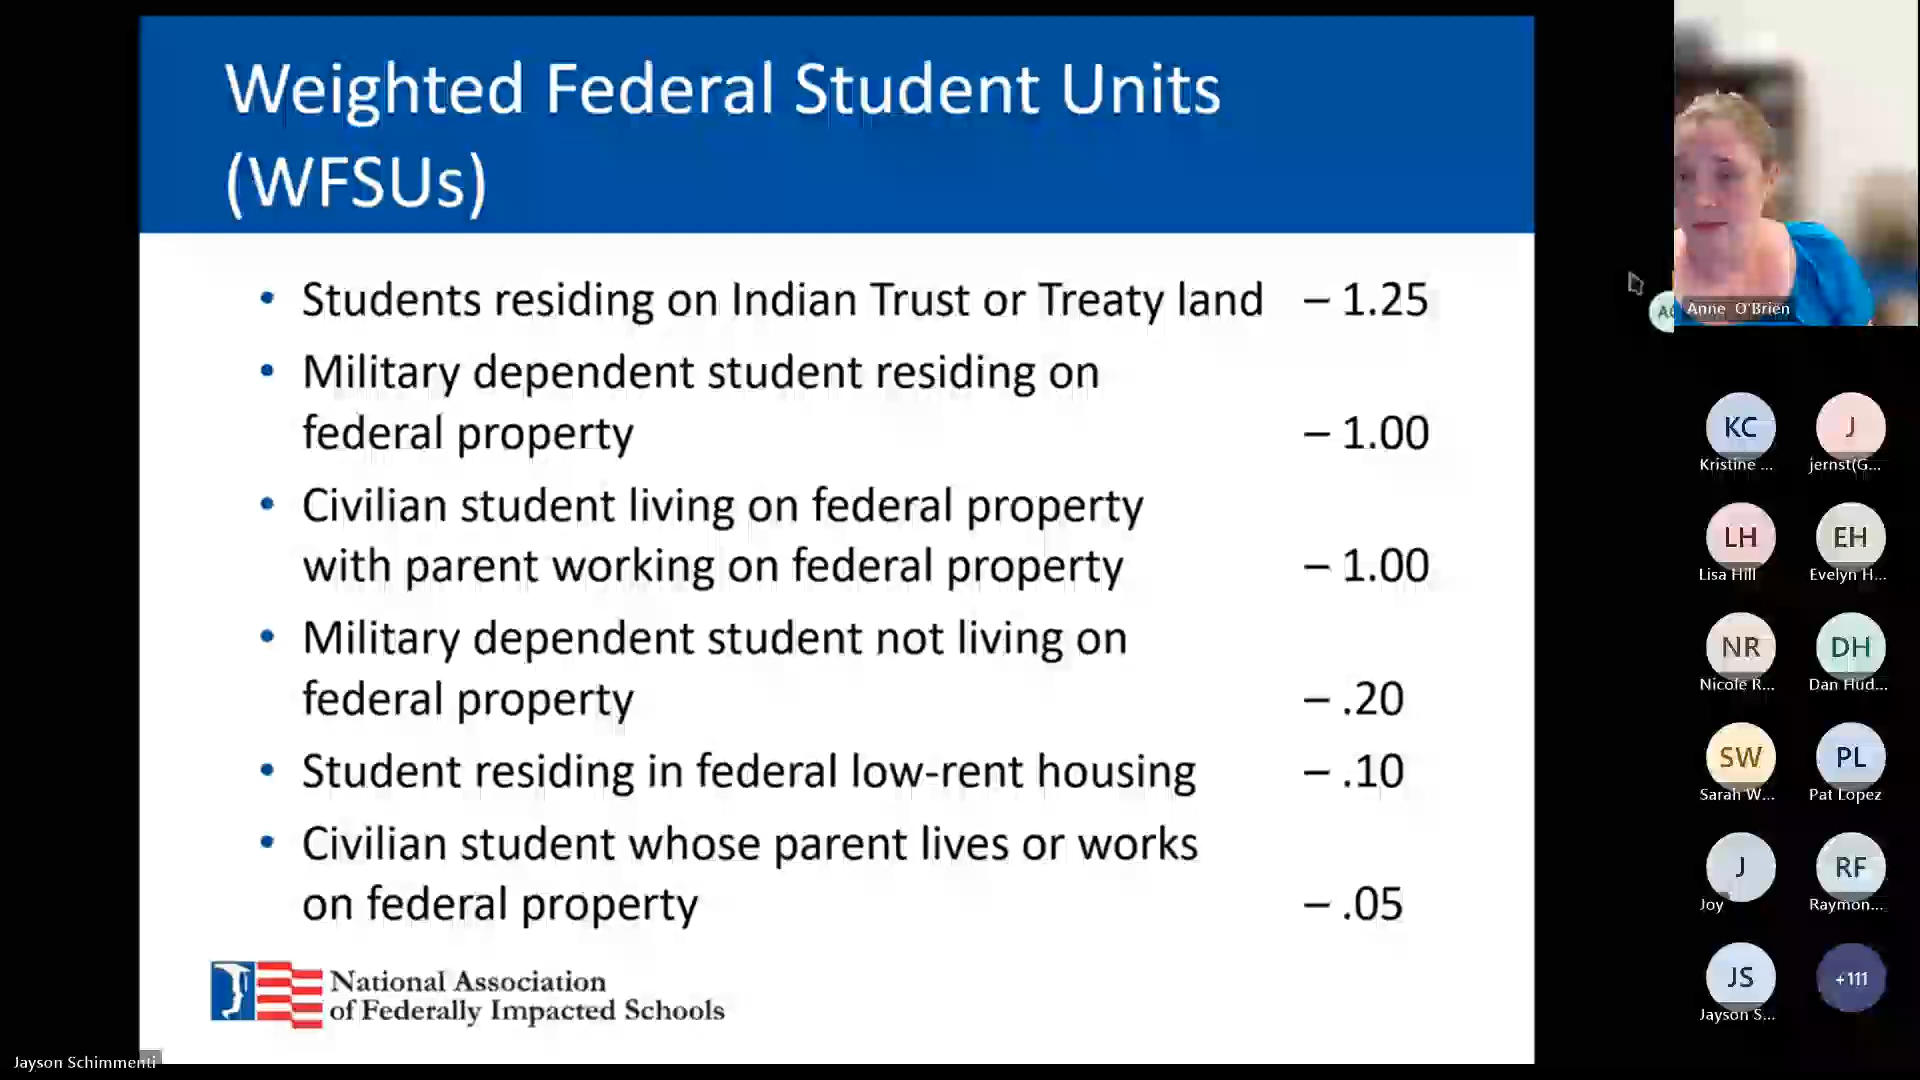 Weighted Federal Student Units
(WFSUs)
• Students residing on Indian Trust or Treaty land – 1.25
• Military dependent student residing on
federal property – 1.00
• Civilian student living on federal property
with parent working on federal property – 1.00
• Military dependent student not living on
federal property – .20
• Student residing in federal low-rent housing – .10
• Civilian student whose parent lives or works
on federal property – .05
National Association
of Federally Impacted Schools
Jayson Schimmenti
Anne O'Brien
KC J
Kristine ... jernst(G...
LH EH
Lisa Hill Evelyn H...
NR DH
Nicole R... Dan Hud...
SW PL
Sarah W... Pat Lopez
J RF
Joy Raymon...
JS +111
Jayson S...